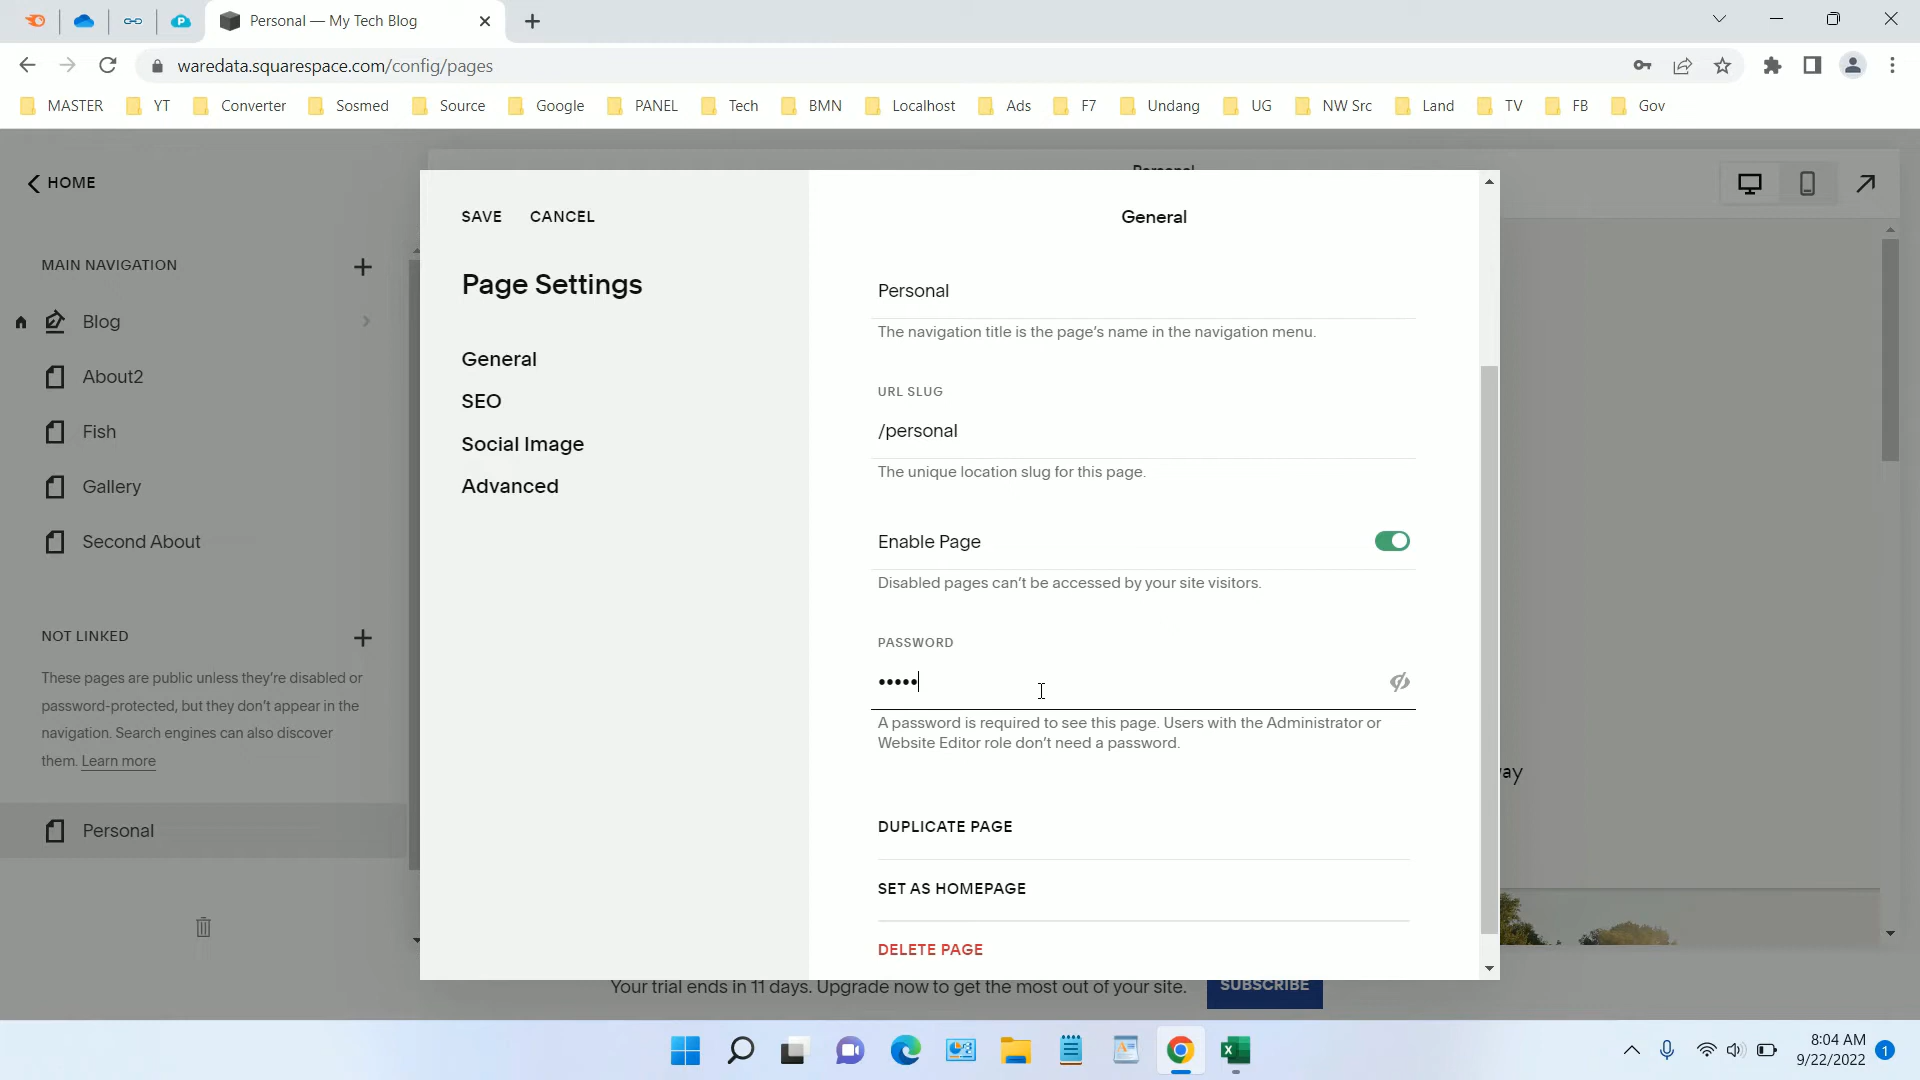 Personal — My Tech Blog
waredata.squarespace.com/config/pages
MASTER YT Converter Sosmed Source Google PANEL Tech BMN Localhost Ads F7 Undang UG NW Src Land TV FB Gov
HOME
MAIN NAVIGATION
Blog
About2
Fish
Gallery
Second About
NOT LINKED
These pages are public unless they're disabled or
password-protected, but they don't appear in the
navigation. Search engines can also discover
them. Learn more
Personal
Personal
SAVE CANCEL
Page Settings
General
SEO
Social Image
Advanced
General
Personal
The navigation title is the page's name in the navigation menu.
URL SLUG
/personal
The unique location slug for this page.
Enable Page
Disabled pages can't be accessed by your site visitors.
PASSWORD
•••••
A password is required to see this page. Users with the Administrator or
Website Editor role don't need a password.
DUPLICATE PAGE
SET AS HOMEPAGE
DELETE PAGE
Your trial ends in 11 days. Upgrade now to get the most out of your site.
SUBSCRIBE
8:04 AM
9/22/2022
1